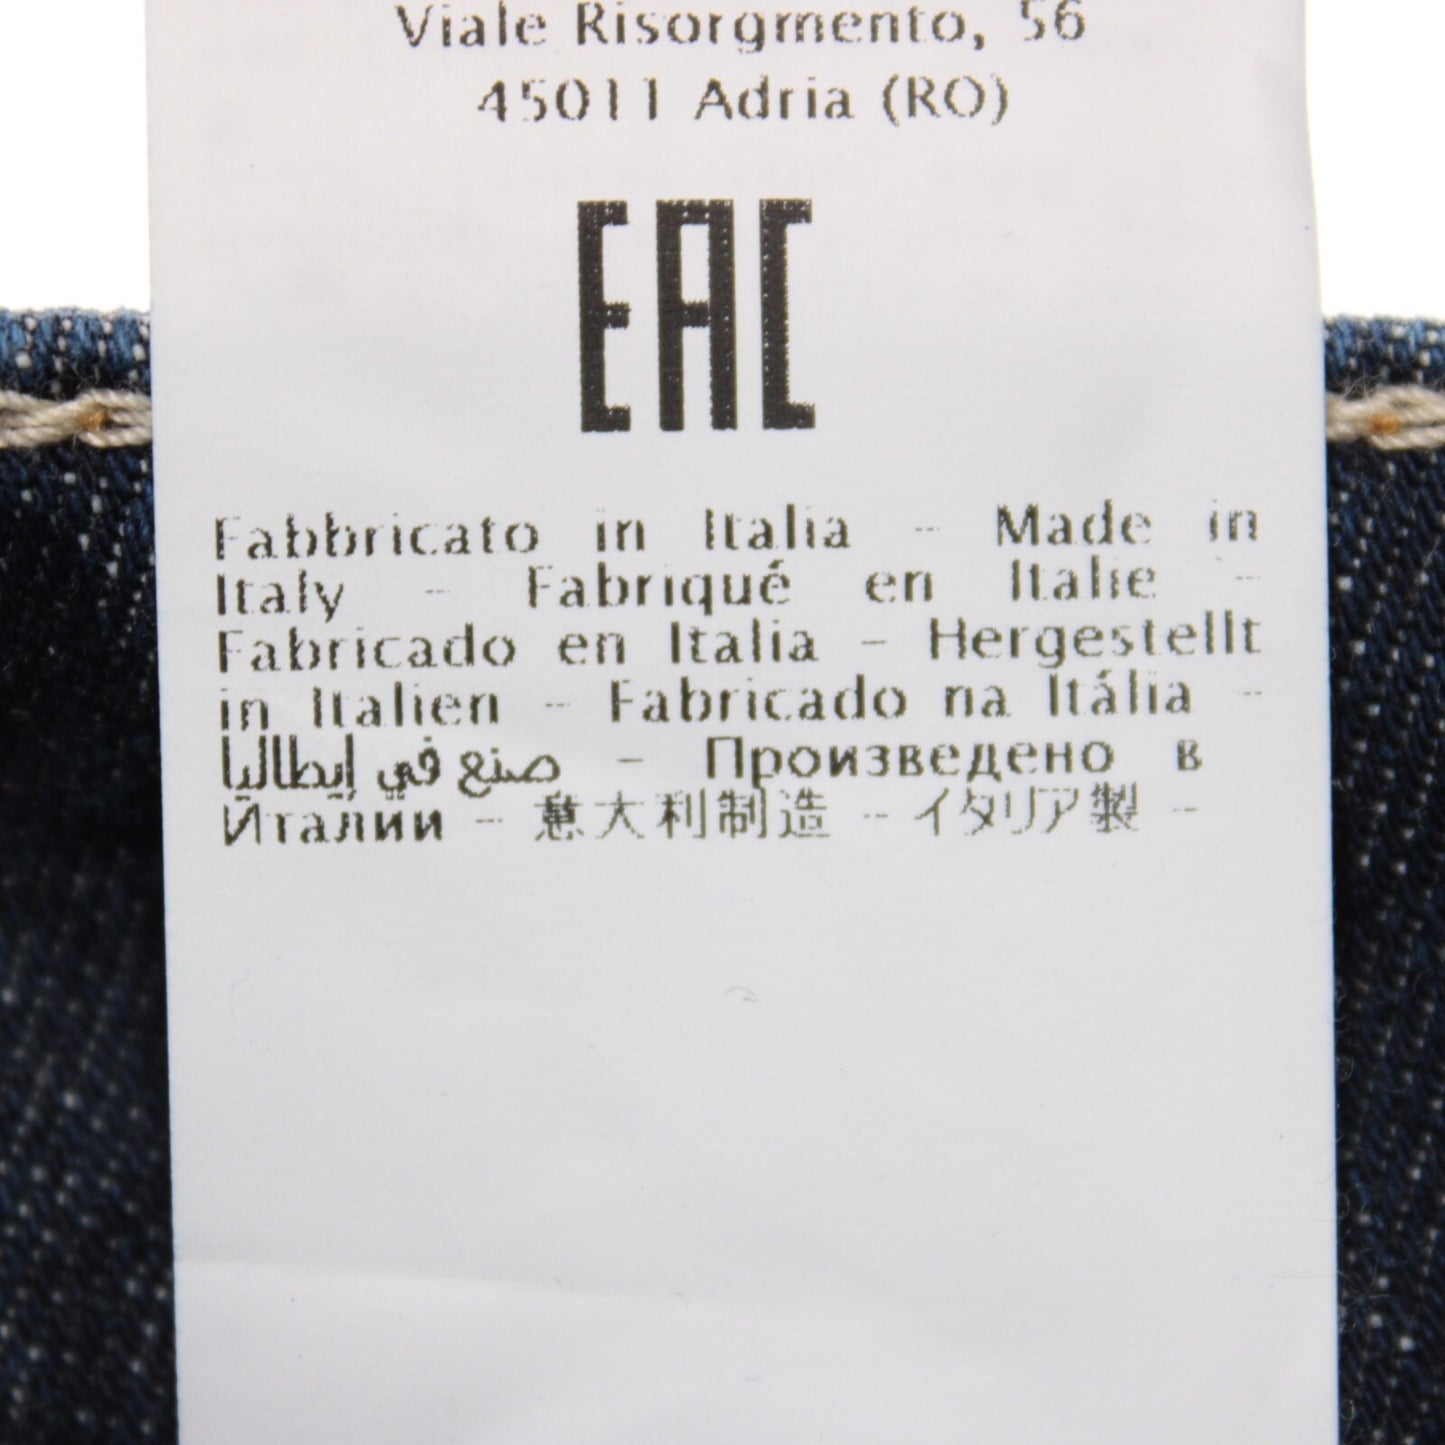 Viale Risorgmento, 56
45011 Adria (RO)
EAC
Fabbricato in Italia - Made in
Italy - Fabriqué en Italie -
Fabricado en Italia - Hergestellt
in Italien - Fabricado na Itália -
صنع في إيطاليا - Произведено в
Италии - 意大利制造 - イタリア製 -